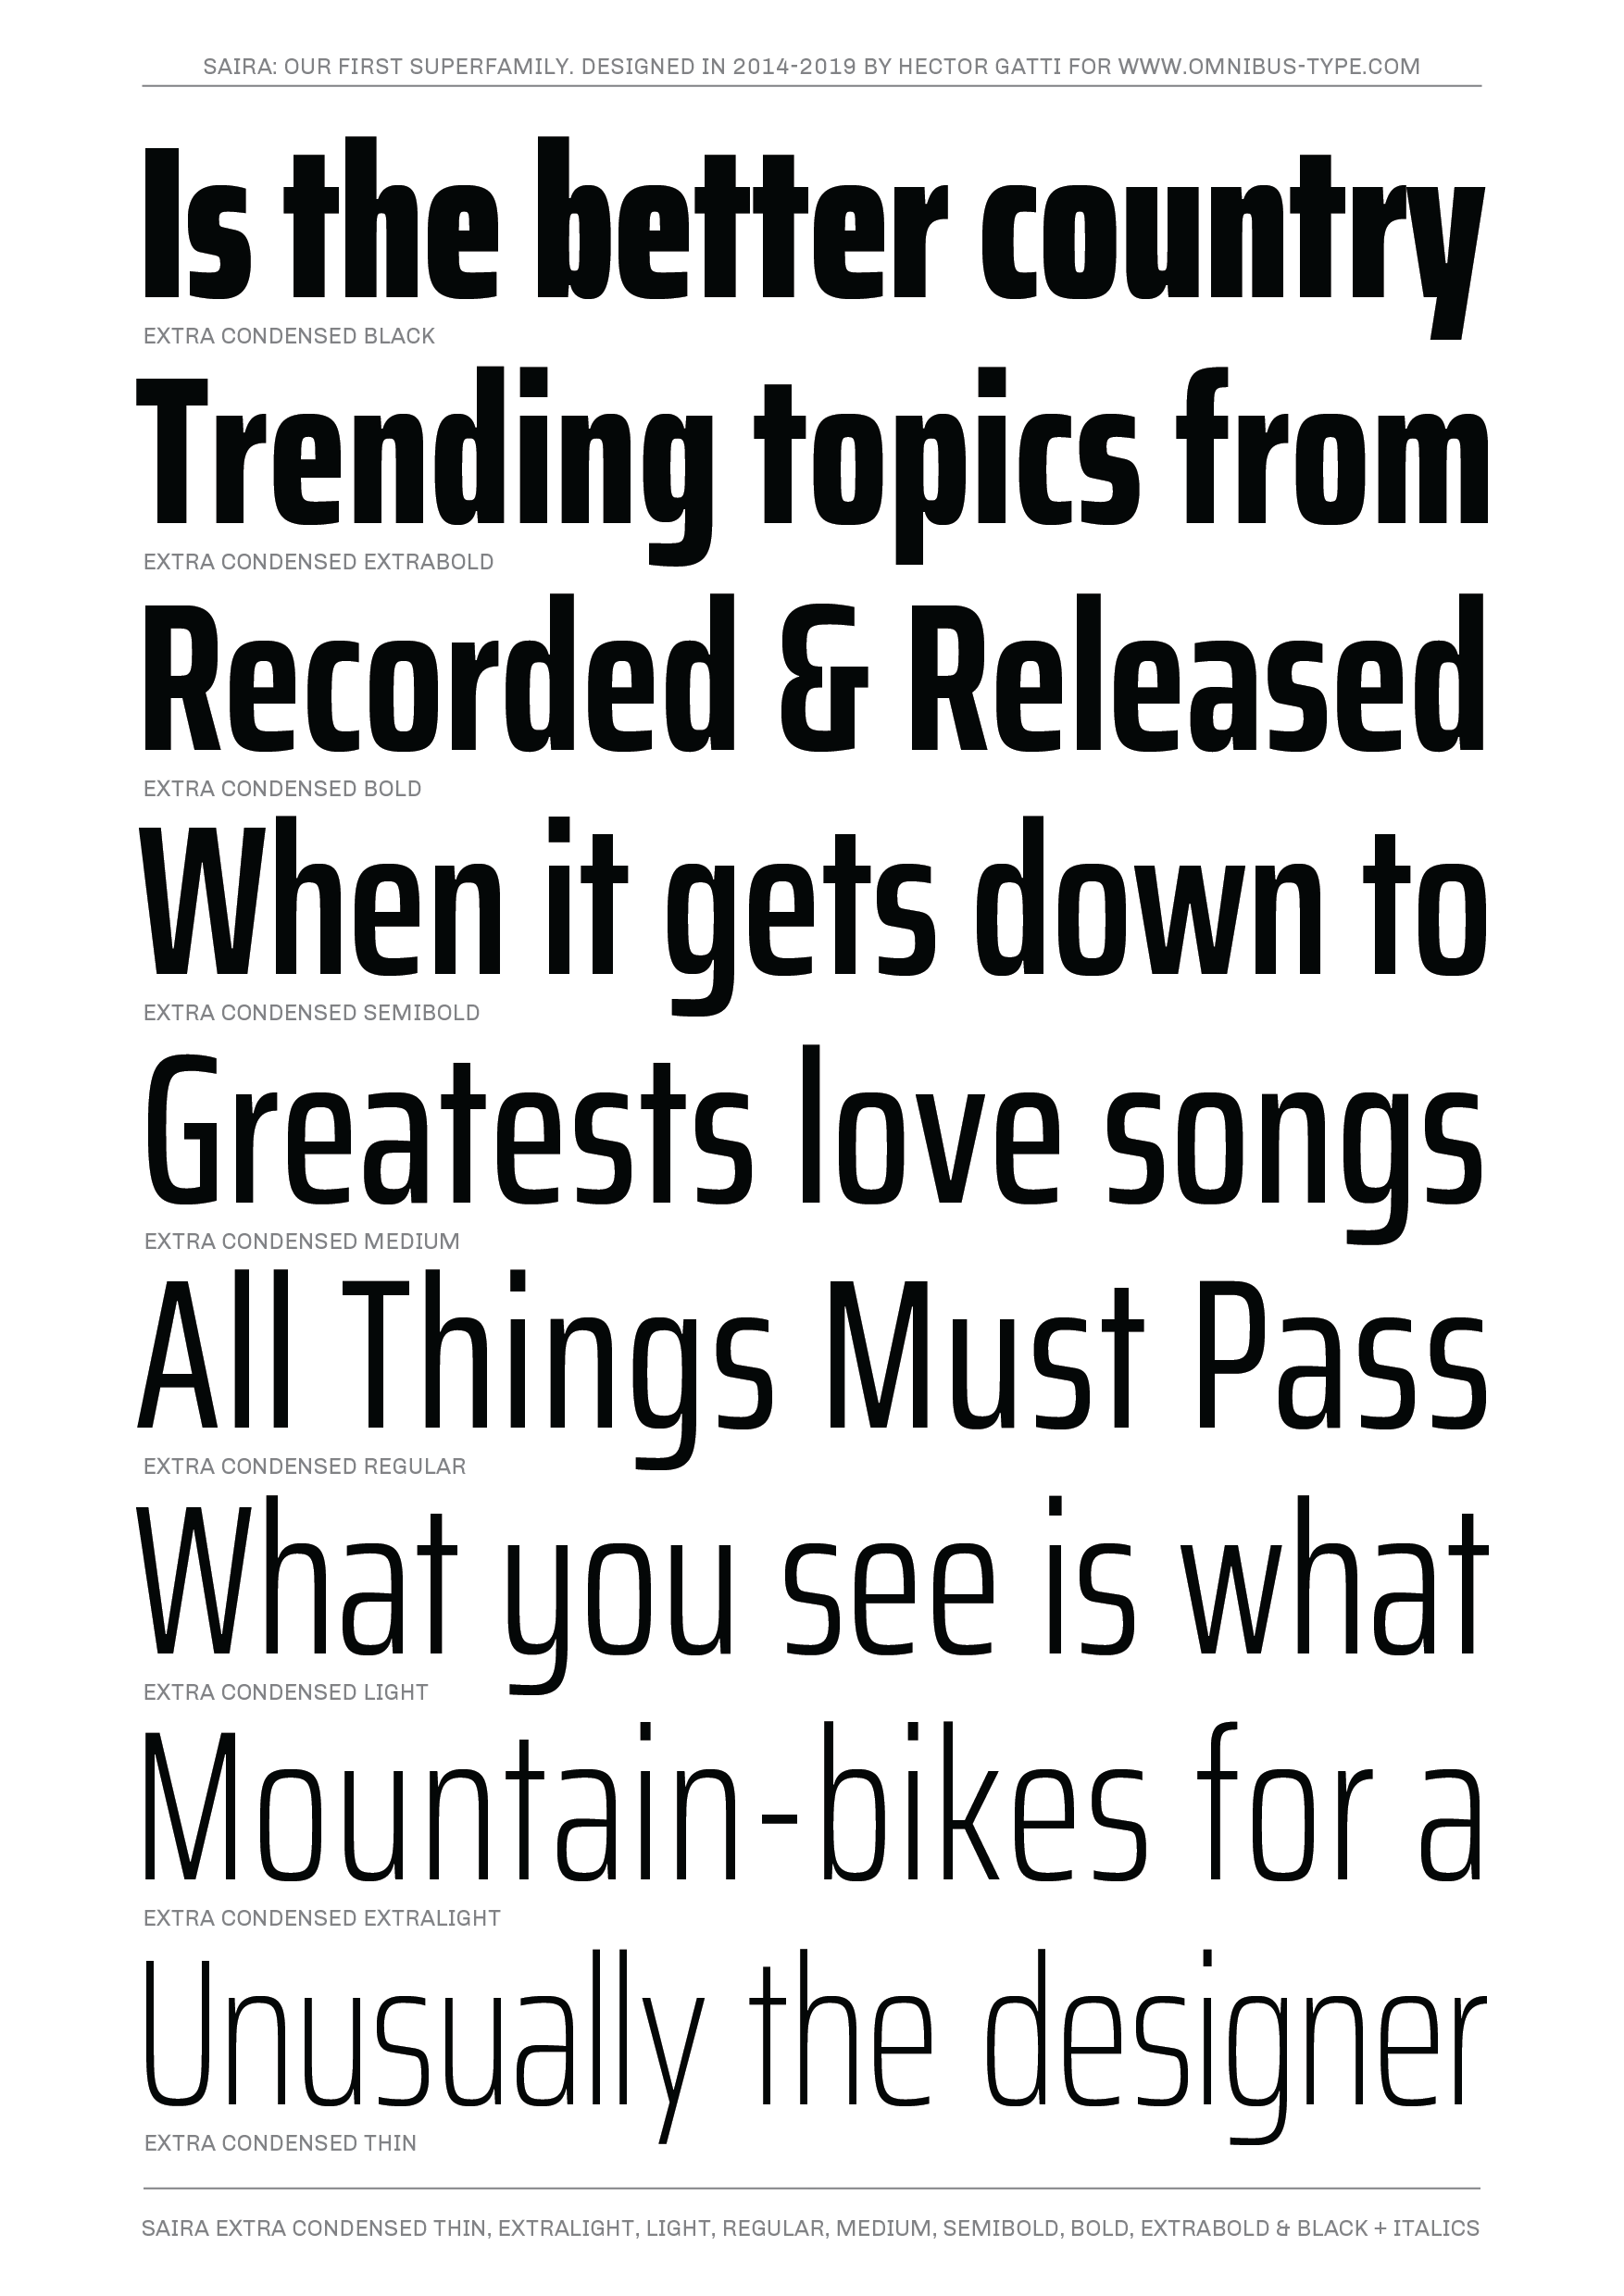 SAIRA: OUR FIRST SUPERFAMILY. DESIGNED IN 2014-2019 BY HECTOR GATTI FOR WWW.OMNIBUS-TYPE.COM
Is the better country
EXTRA CONDENSED BLACK
Trending topics from
EXTRA CONDENSED EXTRABOLD
Recorded & Released
EXTRA CONDENSED BOLD
When it gets down to
EXTRA CONDENSED SEMIBOLD
Greatests love songs
EXTRA CONDENSED MEDIUM
All Things Must Pass
EXTRA CONDENSED REGULAR
What you see is what
EXTRA CONDENSED LIGHT
Mountain-bikes for a
EXTRA CONDENSED EXTRALIGHT
Unusually the designer
EXTRA CONDENSED THIN
SAIRA EXTRA CONDENSED THIN, EXTRALIGHT, LIGHT, REGULAR, MEDIUM, SEMIBOLD, BOLD, EXTRABOLD & BLACK + ITALICS